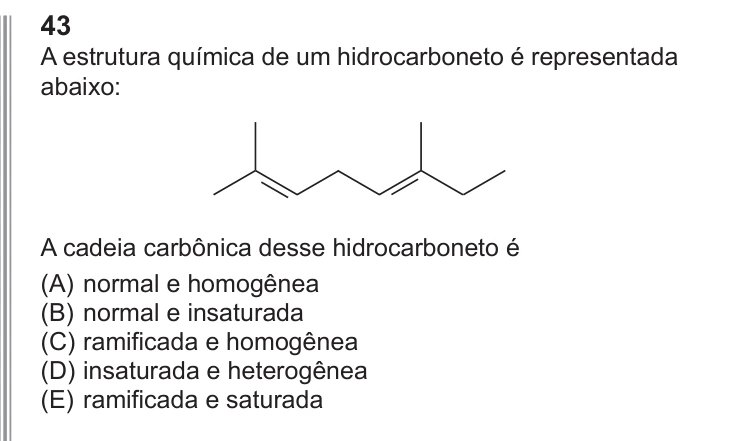 43
A estrutura química de um hidrocarboneto é representada
abaixo:
A cadeia carbônica desse hidrocarboneto é
(A) normal e homogênea
(B) normal e insaturada
(C) ramificada e homogênea
(D) insaturada e heterogênea
(E) ramificada e saturada